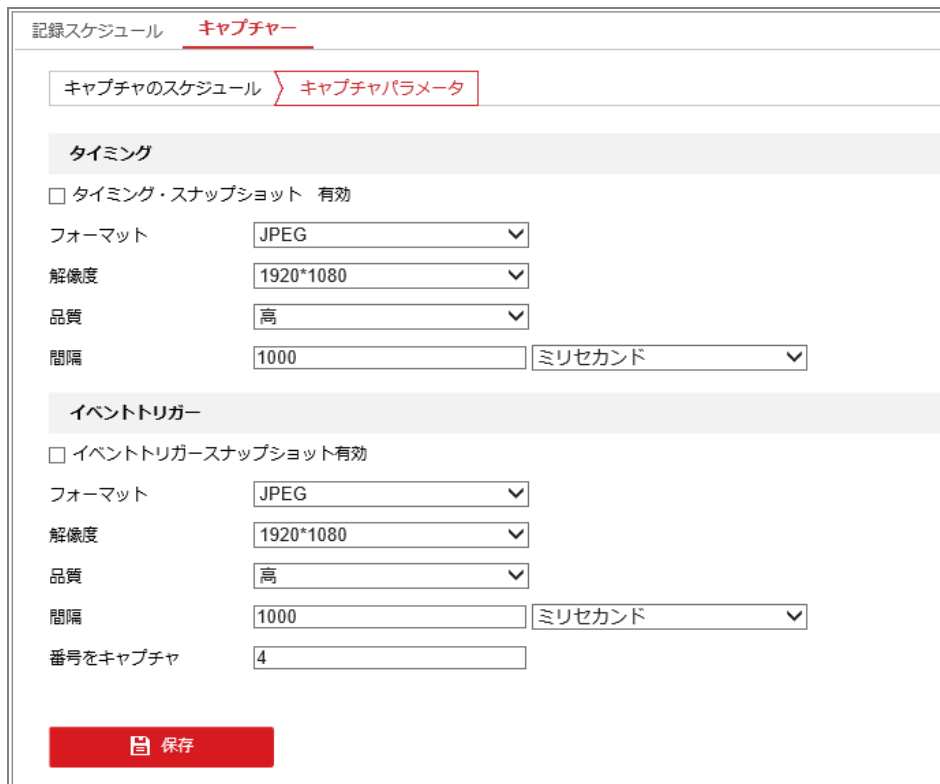 記録スケジュール キャプチャー
キャプチャのスケジュール キャプチャパラメータ
タイミング
タイミング・スナップショット 有効
フォーマット JPEG
解像度 1920*1080
品質 高
間隔 1000 ミリセカンド
イベントトリガー
イベントトリガースナップショット有効
フォーマット JPEG
解像度 1920*1080
品質 高
間隔 1000 ミリセカンド
番号をキャプチャ 4
保存